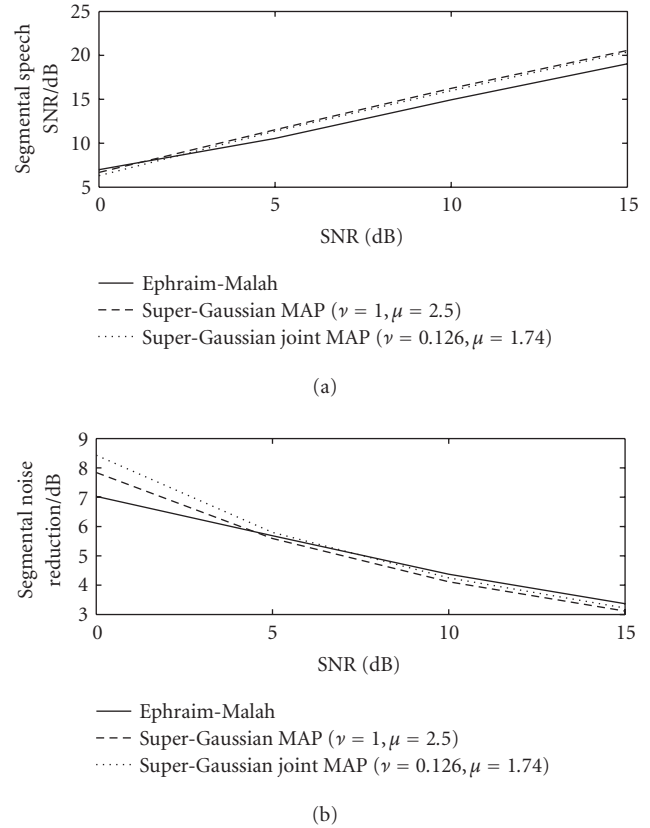 25
20
15
10
5
Segmental speech
SNR/dB
0 5 10 15
SNR (dB)
Ephraim-Malah
Super-Gaussian MAP (ν = 1, μ = 2.5)
Super-Gaussian joint MAP (ν = 0.126, μ = 1.74)
(a)
9
8
7
6
5
4
3
Segmental noise
reduction/dB
0 5 10 15
SNR (dB)
Ephraim-Malah
Super-Gaussian MAP (ν = 1, μ = 2.5)
Super-Gaussian joint MAP (ν = 0.126, μ = 1.74)
(b)